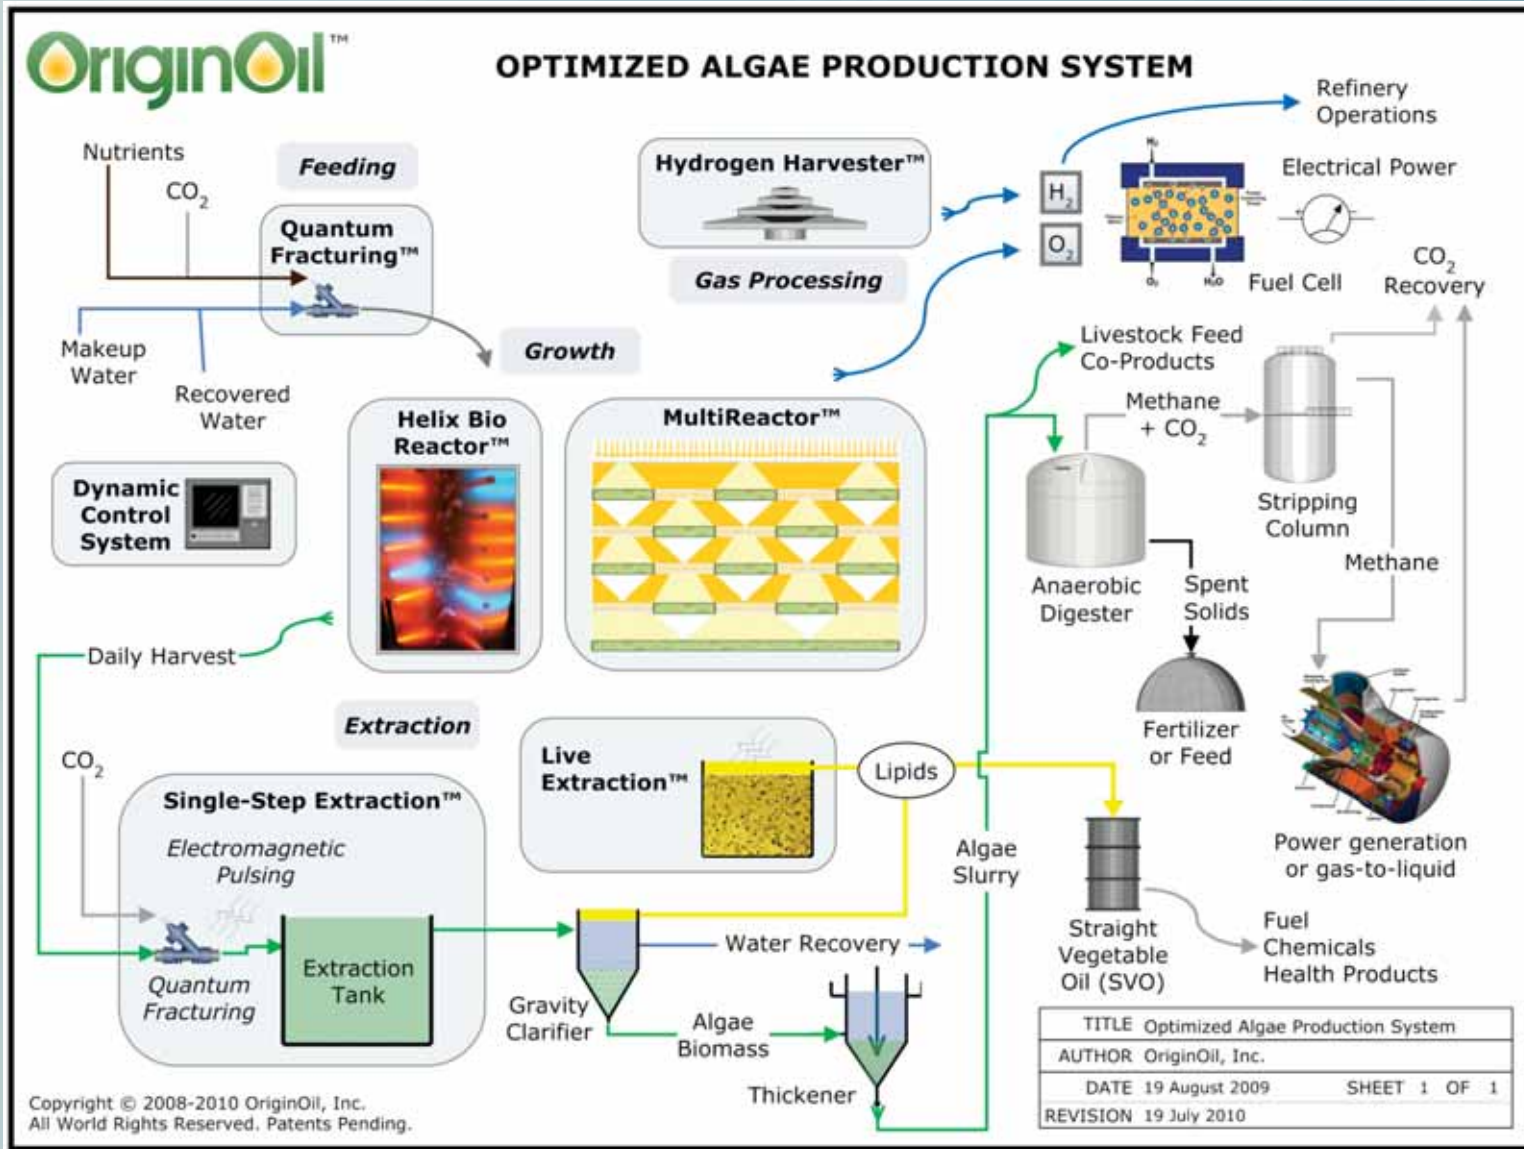 OriginOil™
OPTIMIZED ALGAE PRODUCTION SYSTEM
Nutrients
CO2
Feeding
Quantum
Fracturing™
Makeup
Water
Recovered
Water
Growth
Hydrogen Harvester™
Gas Processing
H2
O2
Refinery
Operations
Electrical Power
H2
O2
H2O
Fuel Cell
CO2
Recovery
Dynamic
Control
System
Helix Bio
Reactor™
MultiReactor™
Livestock Feed
Co-Products
Methane
+ CO2
Stripping
Column
Methane
Anaerobic
Digester
Spent
Solids
Fertilizer
or Feed
Power generation
or gas-to-liquid
Daily Harvest
Extraction
CO2
Single-Step Extraction™
Electromagnetic
Pulsing
Quantum
Fracturing
Extraction
Tank
Live
Extraction™
Lipids
Algae
Slurry
Water Recovery
Gravity
Clarifier
Algae
Biomass
Thickener
Straight
Vegetable
Oil (SVO)
Fuel
Chemicals
Health Products
TITLE Optimized Algae Production System
AUTHOR OriginOil, Inc.
DATE 19 August 2009 SHEET 1 OF 1
REVISION 19 July 2010
Copyright © 2008-2010 OriginOil, Inc.
All World Rights Reserved. Patents Pending.